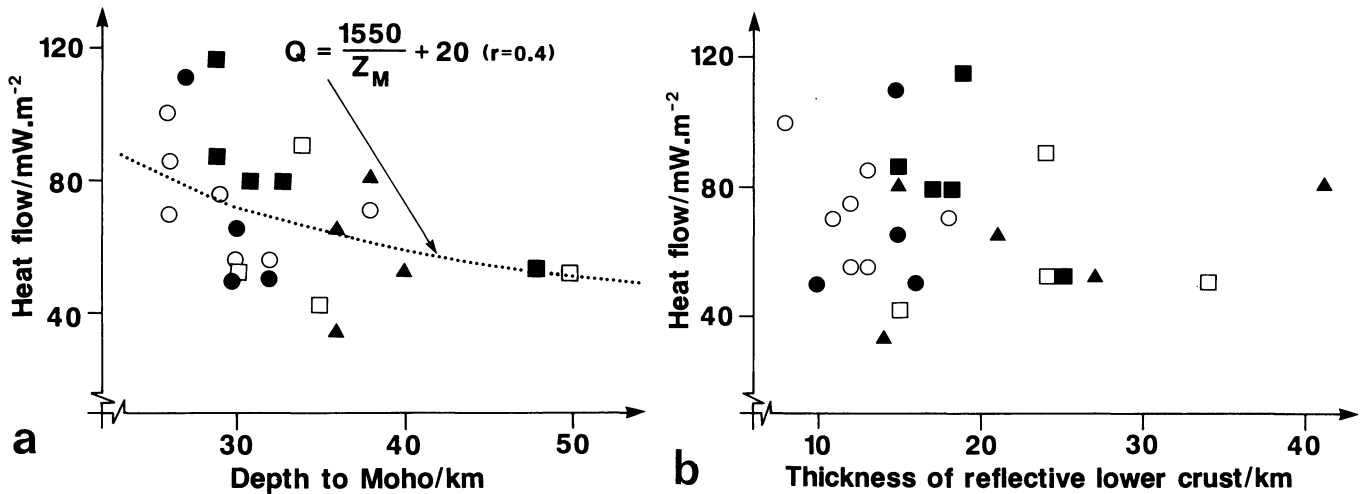 120
80
40
Heat flow/mW.m-2
Q = 1550/ZM + 20 (r=0.4)
30 40 50
Depth to Moho/km
a
120
80
40
Heat flow/mW.m-2
10 20 30 40
Thickness of reflective lower crust/km
b